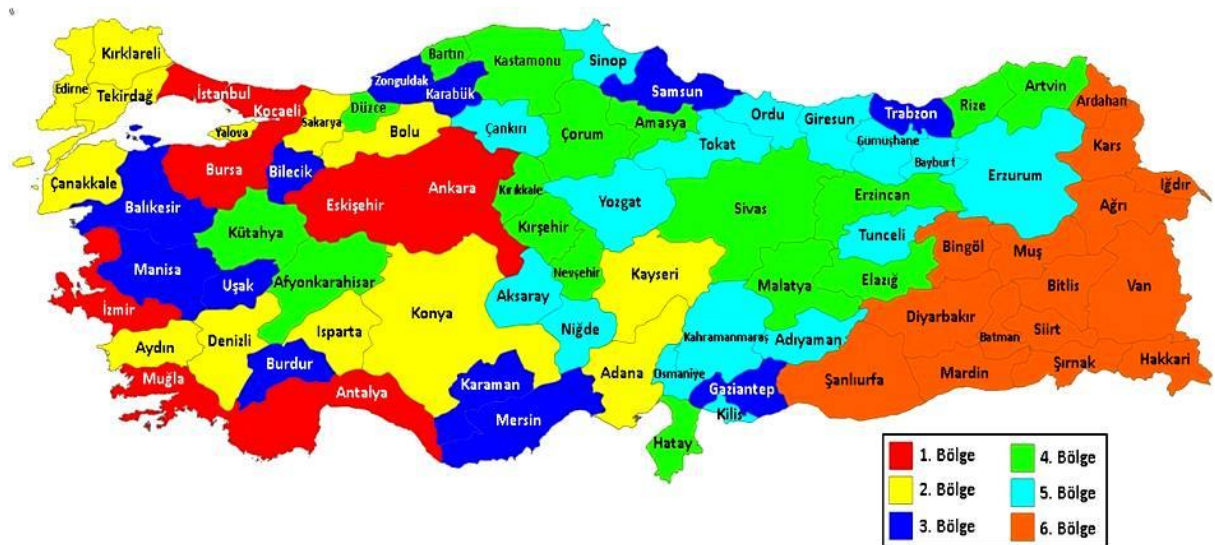 Kırklareli
Edirne
Tekirdağ
İstanbul
Kocaeli
Yalova
Sakarya
Düzce
Bolu
Zonguldak
Bartın
Karabük
Kastamonu
Sinop
Samsun
Çankırı
Çorum
Amasya
Tokat
Ordu
Giresun
Trabzon
Gümüşhane
Bayburt
Rize
Artvin
Ardahan
Kars
Iğdır
Ağrı
Erzurum
Erzincan
Çanakkale
Balıkesir
Bursa
Bilecik
Eskişehir
Ankara
Kırıkkale
Kırşehir
Yozgat
Sivas
Tunceli
Bingöl
Muş
Bitlis
Van
Kütahya
Manisa
Uşak
Afyonkarahisar
İzmir
Konya
Aksaray
Nevşehir
Kayseri
Niğde
Malatya
Elazığ
Diyarbakır
Batman
Siirt
Şırnak
Hakkari
Aydın
Denizli
Isparta
Burdur
Muğla
Antalya
Karaman
Mersin
Adana
Kahramanmaraş
Adıyaman
Osmaniye
Gaziantep
Kilis
Hatay
Şanlıurfa
Mardin
1. Bölge
2. Bölge
3. Bölge
4. Bölge
5. Bölge
6. Bölge